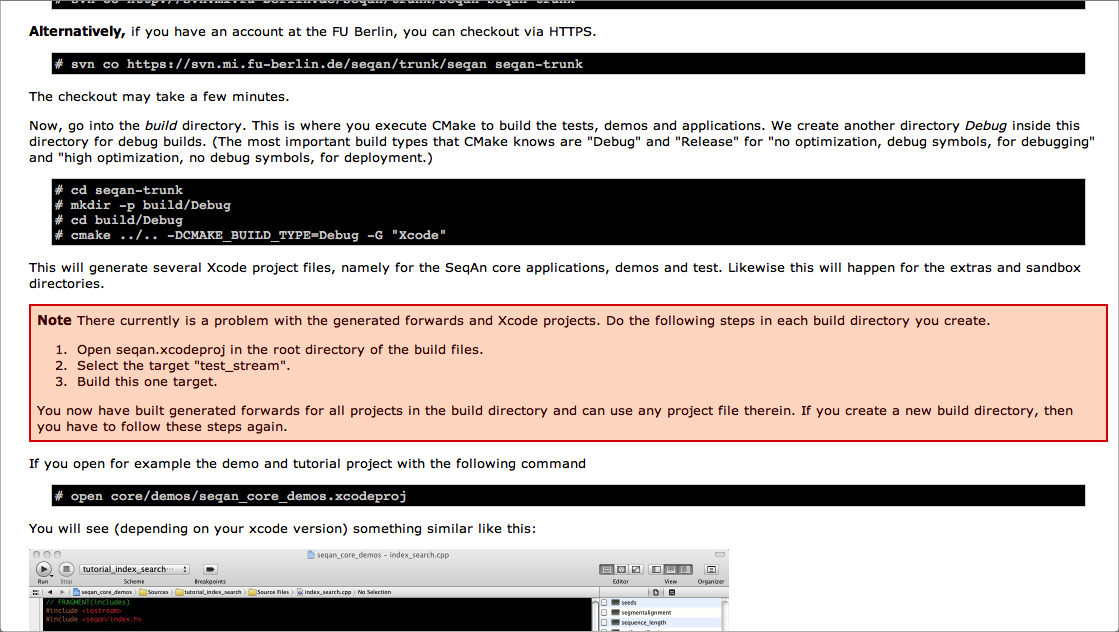 # svn co http://svn.mi.fu-berlin.de/seqan/trunk/seqan seqan-trunk
Alternatively, if you have an account at the FU Berlin, you can checkout via HTTPS.
# svn co https://svn.mi.fu-berlin.de/seqan/trunk/seqan seqan-trunk
The checkout may take a few minutes.
Now, go into the build directory. This is where you execute CMake to build the tests, demos and applications. We create another directory Debug inside this
directory for debug builds. (The most important build types that CMake knows are "Debug" and "Release" for "no optimization, debug symbols, for debugging"
and "high optimization, no debug symbols, for deployment.)
# cd seqan-trunk
# mkdir -p build/Debug
# cd build/Debug
# cmake ../.. -DCMAKE_BUILD_TYPE=Debug -G "Xcode"
This will generate several Xcode project files, namely for the SeqAn core applications, demos and test. Likewise this will happen for the extras and sandbox
directories.
Note There currently is a problem with the generated forwards and Xcode projects. Do the following steps in each build directory you create.
1. Open seqan.xcodeproj in the root directory of the build files.
2. Select the target "test_stream".
3. Build this one target.
You now have built generated forwards for all projects in the build directory and can use any project file therein. If you create a new build directory, then
you have to follow these steps again.
If you open for example the demo and tutorial project with the following command
# open core/demos/seqan_core_demos.xcodeproj
You will see (depending on your xcode version) something similar like this:
seqan_core_demos - index_search.cpp
tutorial_index_search···
Run Stop Scheme Breakpoints Editor View Organizer
seqan_core_demos Sources tutorial_index_search Source Files index_search.cpp No Selection
// FRAGMENT(includes)
#include <iostream>
#include <seqan/index.h>
seeds
segmentalignment
sequence_length